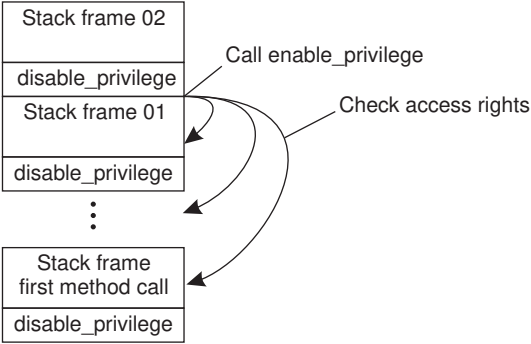 Stack frame 02
disable_privilege
Call enable_privilege
Stack frame 01
Check access rights
disable_privilege
Stack frame
first method call
disable_privilege